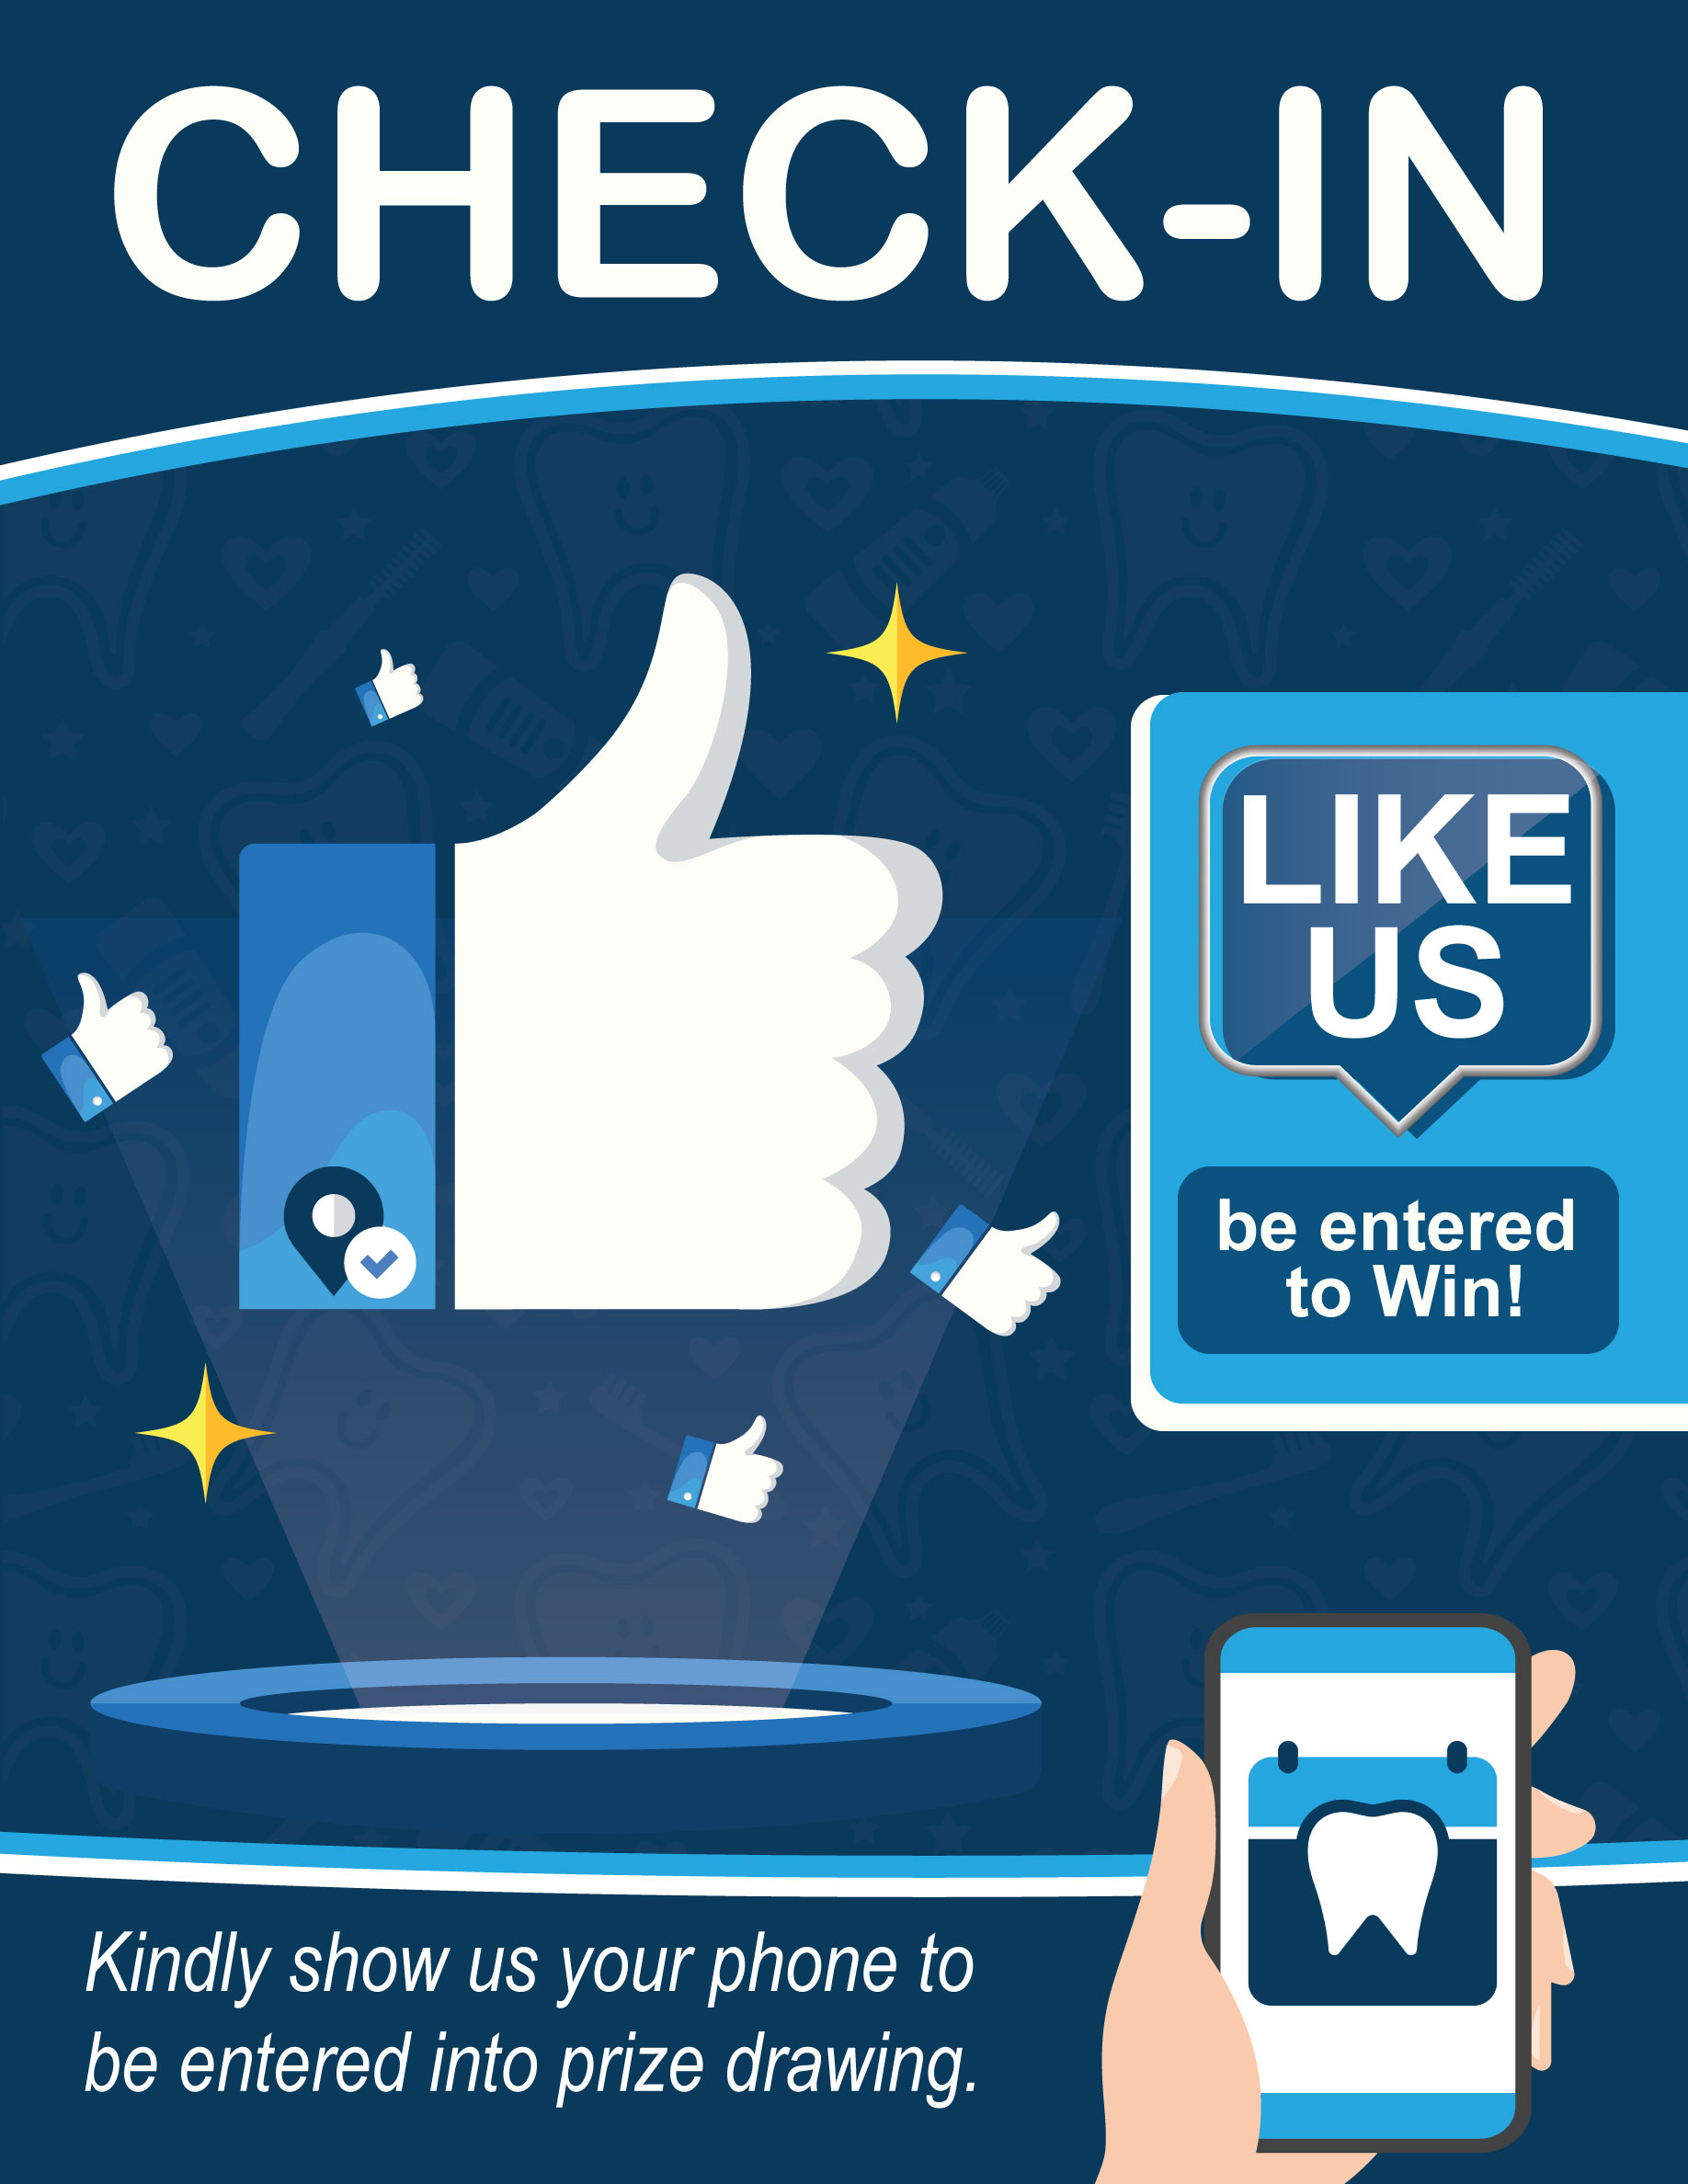 CHECK-IN
LIKE
US
be entered
to Win!
Kindly show us your phone to
be entered into prize drawing.